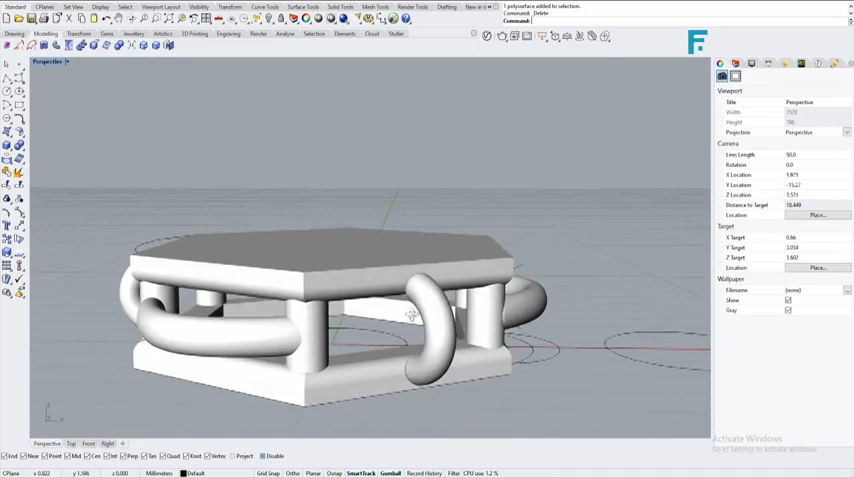 Standard CPlanes Set View Display Select Viewport Layout Visibility Transform Curve Tools Surface Tools Solid Tools Mesh Tools Render Tools Drafting New in V
1 polysurface added to selection.
Command: _Delete
Command:
Drawing Modeling Transform Gems Jewellery Artistics 3D Printing Engraving Render Analyse Selection Elements Cloud Stuller
F
Perspective
Viewport
Title Perspective
Width 1528
Height 796
Projection Perspective
Camera
Lens Length 50.0
Rotation 0.0
X Location 1.871
Y Location -15.27
Z Location 3.511
Distance to Target 18.449
Location Place...
Target
X Target 0.66
Y Target 3.054
Z Target 1.602
Location Place...
Wallpaper
Filename (none)
Show
Gray
Activate Windows
Go to Settings to activate Windows.
Perspective Top Front Right
End Near Point Mid Cen Int Perp Tan Quad Knot Vertex Project Disable
CPlane x 0.822 y 1.596 z 0.000 Millimeters Default Grid Snap Ortho Planar Osnap SmartTrack Gumball Record History Filter CPU use: 1.2 %